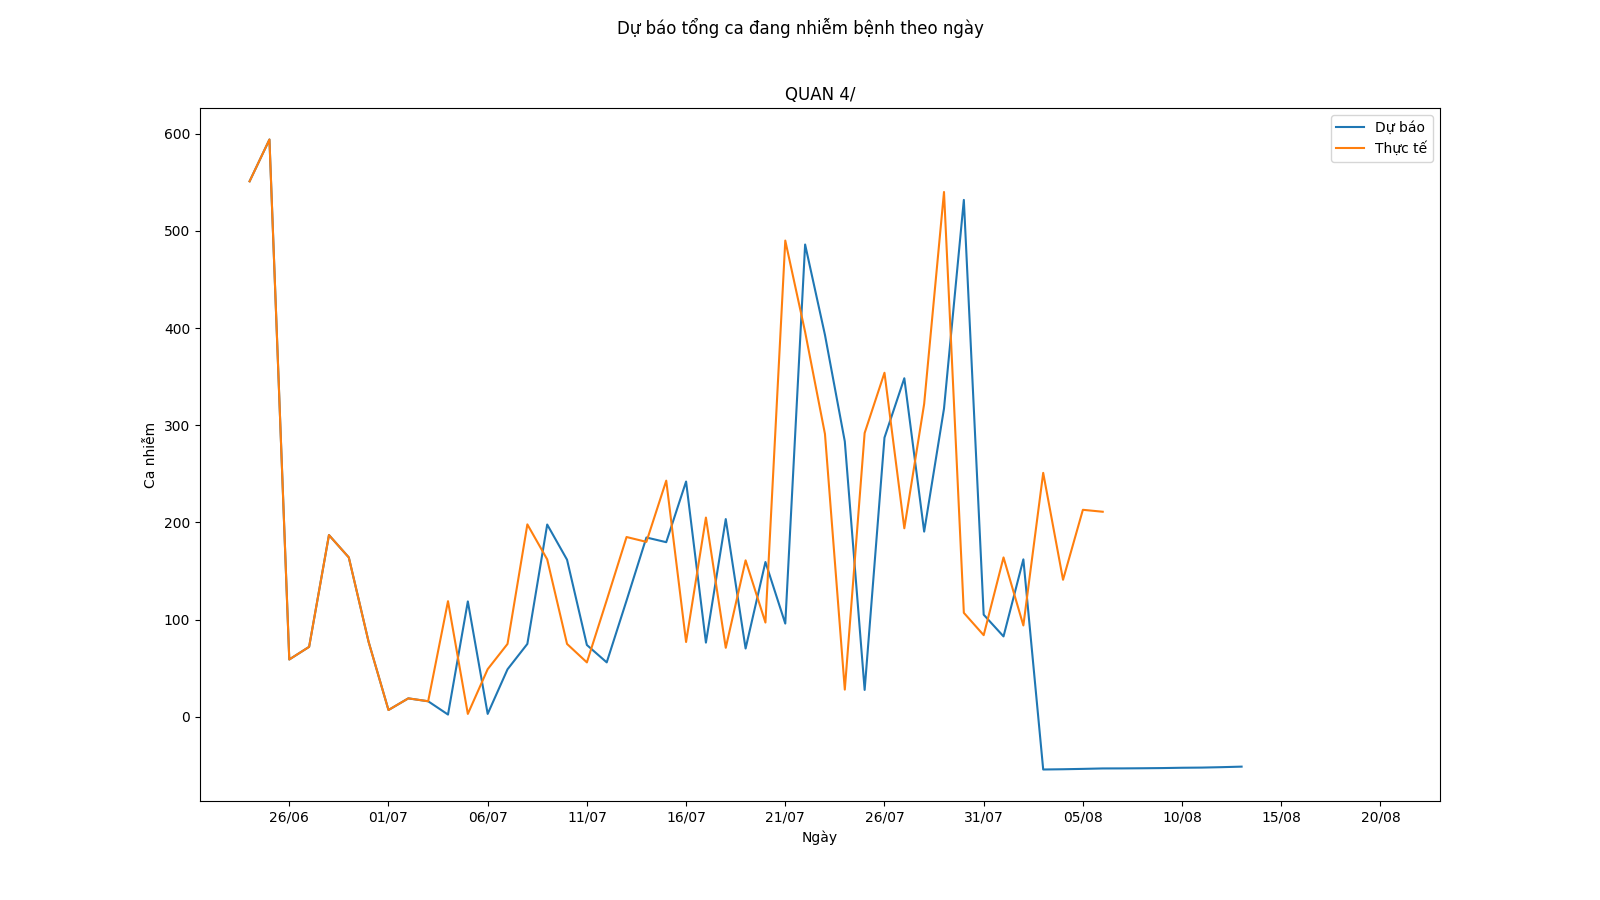 Dự báo tổng ca đang nhiễm bệnh theo ngày
QUAN 4/
Dự báo
Thực tế
600
500
400
300
200
100
0
Ca nhiễm
26/06 01/07 06/07 11/07 16/07 21/07 26/07 31/07 05/08 10/08 15/08 20/08
Ngày